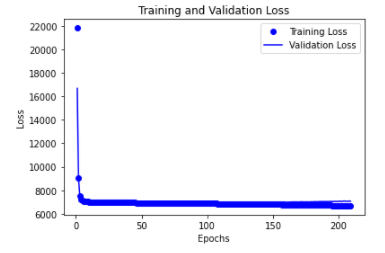 Training and Validation Loss
Training Loss
Validation Loss
22000
20000
18000
16000
14000
12000
10000
8000
6000
Loss
0 50 100 150 200
Epochs